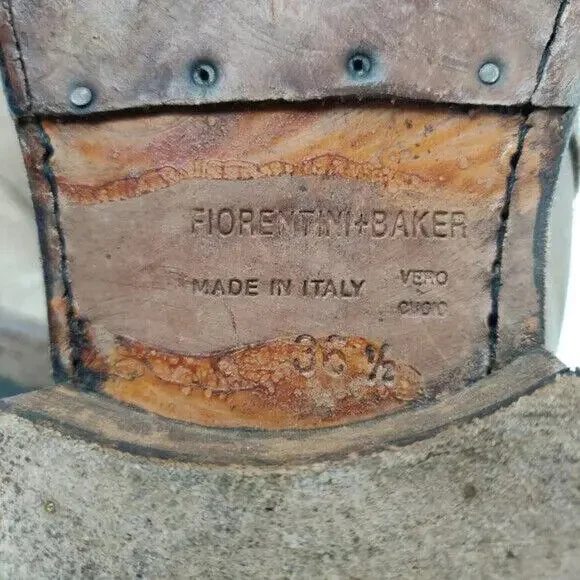 FIORENTINI+BAKER
MADE IN ITALY
VERO
CUOIO
36 ½